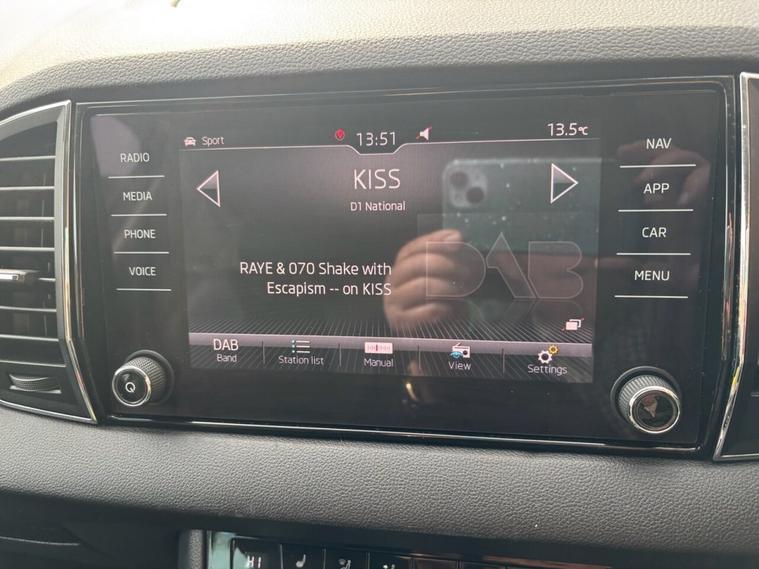 RADIO
MEDIA
PHONE
VOICE
Sport
13:51
13.5°C
KISS
D1 National
RAYE & 070 Shake with
Escapism -- on KISS
DAB
DAB
Band
Station list
Manual
View
Settings
NAV
APP
CAR
MENU
HI